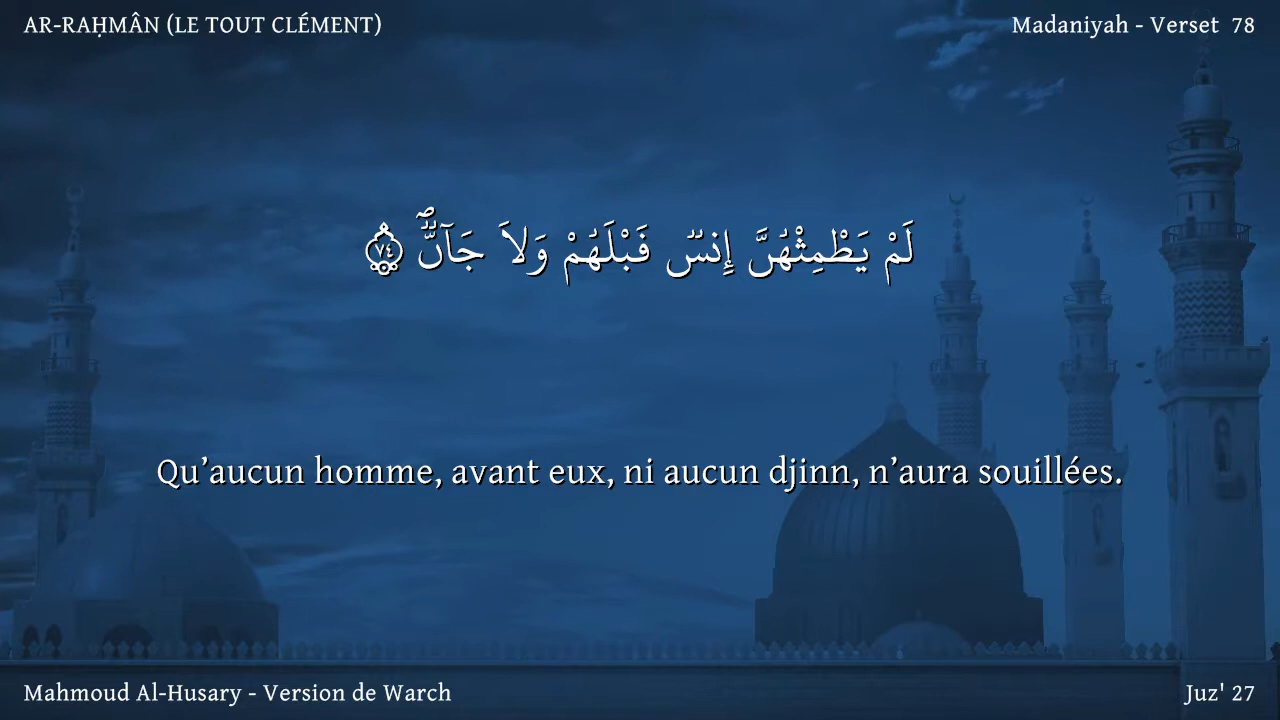 AR-RAḤMÂN (LE TOUT CLÉMENT)
Madaniyah - Verset 78
لَمْ يَطْمِثْهُنَّ إِنسٌ قَبْلَهُمْ وَلَا جَآنٌّۖ ٧٤
Qu’aucun homme, avant eux, ni aucun djinn, n’aura souillées.
Mahmoud Al-Husary - Version de Warch
Juz' 27